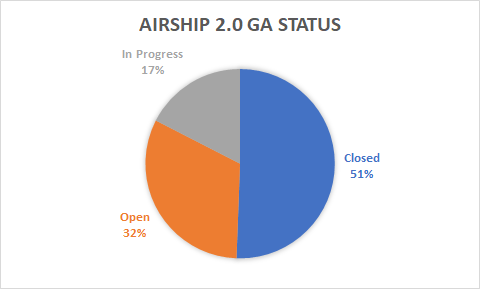 AIRSHIP 2.0 GA STATUS
In Progress
17%
Closed
51%
Open
32%